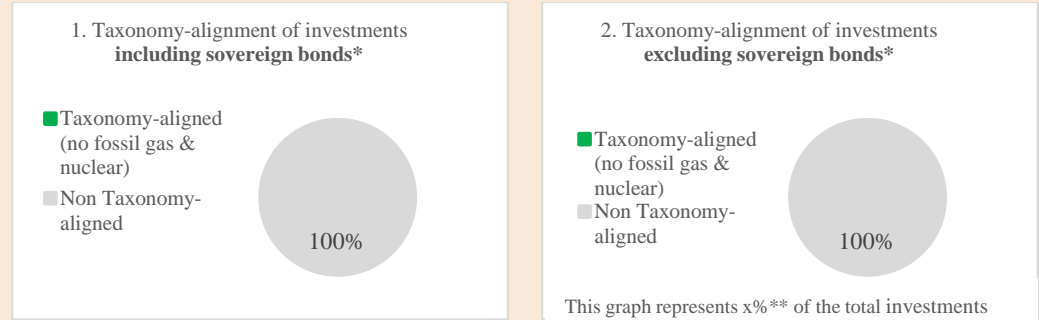 1. Taxonomy-alignment of investments
including sovereign bonds*
Taxonomy-aligned
(no fossil gas &
nuclear)
Non Taxonomy-
aligned
100%
2. Taxonomy-alignment of investments
excluding sovereign bonds*
Taxonomy-aligned
(no fossil gas &
nuclear)
Non Taxonomy-
aligned
100%
This graph represents x%** of the total investments